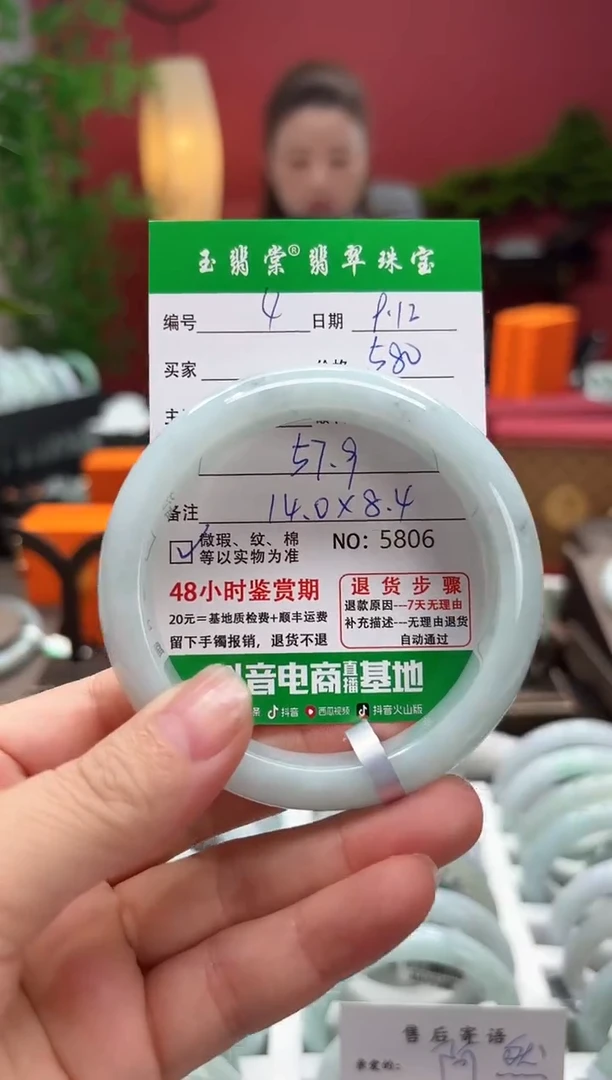 玉翡棠®翡翠珠宝
编号 4 日期 9.12
买家 580
57.9
备注 14.0×8.4
微瑕、纹、棉
等以实物为准
NO: 5806
48小时鉴赏期
20元=基地质检费+顺丰运费
留下手镯报销，退货不退
退货步骤
退款原因---7天无理由
补充描述---无理由退货
自动通过
抖音电商直播基地
抖音 西瓜视频 抖音火山版
售后寄语
亲爱的: